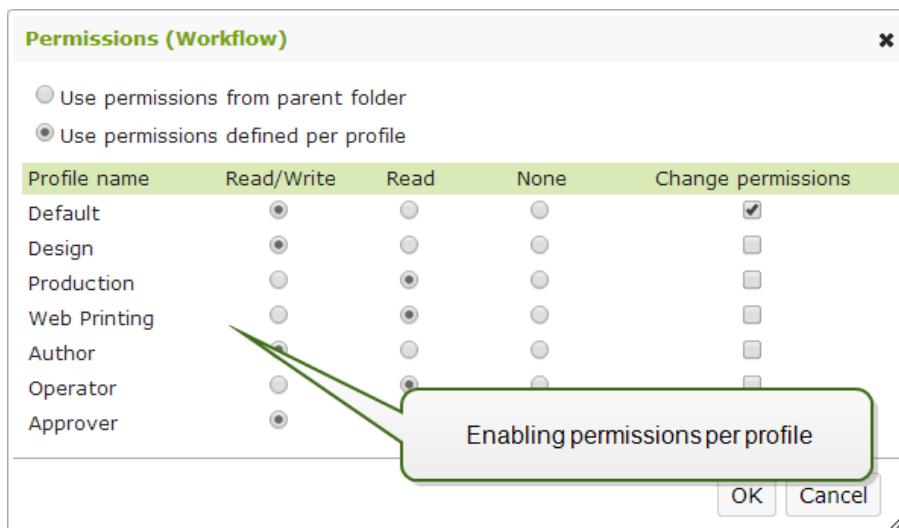 Permissions (Workflow)
Use permissions from parent folder
Use permissions defined per profile
Profile name Read/Write Read None Change permissions
Default
Design
Production
Web Printing
Author
Operator
Approver
Enabling permissions per profile
OK Cancel